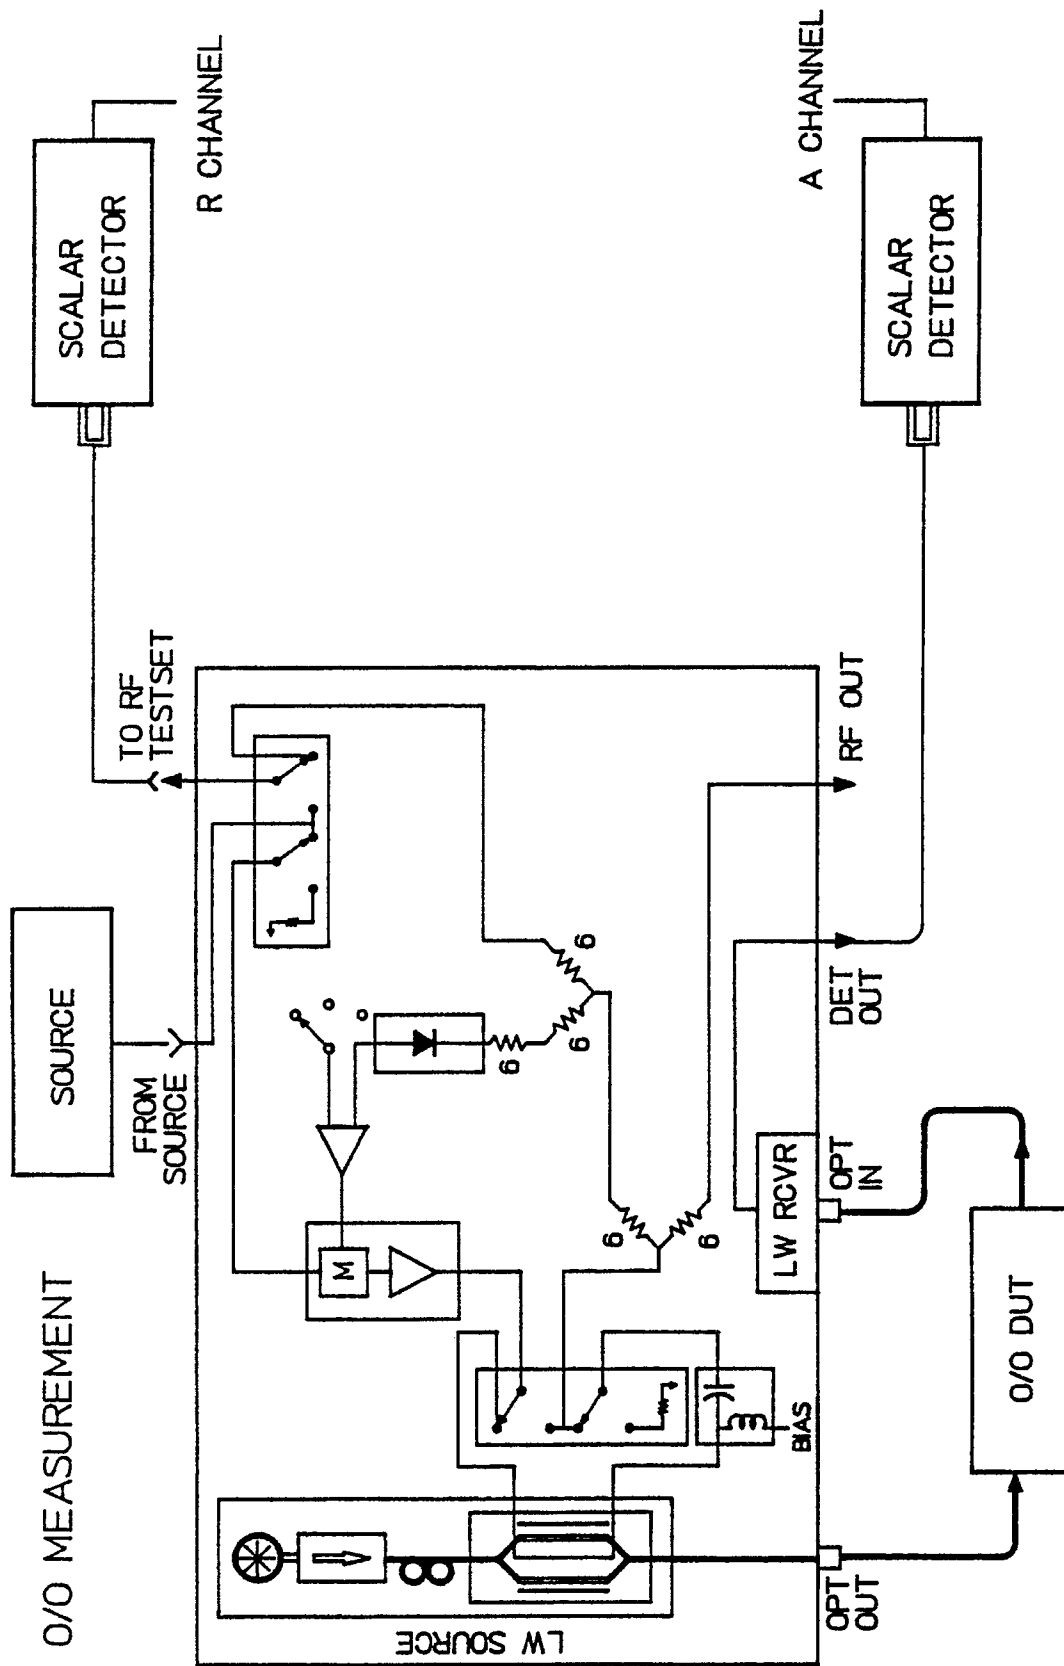 O/O MEASUREMENT
SOURCE
FROM
SOURCE
TO RF
TESTSET
SCALAR
DETECTOR
R CHANNEL
M
6
6
6
6
6
LW SOURCE
BIAS
LW RCVR
OPT
OUT
OPT
IN
DET
OUT
RF OUT
O/O DUT
SCALAR
DETECTOR
A CHANNEL